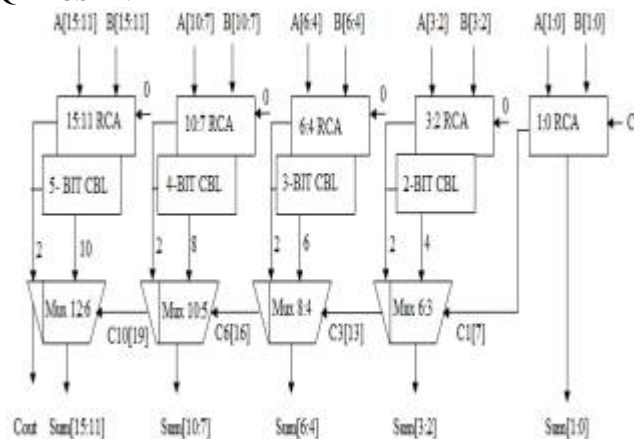 A[15:11] B[15:11] A[10:7] B[10:7] A[6:4] B[6:4] A[3:2] B[3:2] A[1:0] B[1:0]
0 0 0 0
15:11 RCA 10:7 RCA 6:4 RCA 3:2 RCA 1:0 RCA C
5- BIT CBL 4-BIT CBL 3-BIT CBL 2-BIT CBL
2 10 2 8 2 6 2 4
Mux 12:6 Mux 10:5 Mux 8:4 Mux 6:3
C10[19] C6[16] C3[13] C1[7]
Cout Sum[15:11] Sum[10:7] Sum[6:4] Sum[3:2] Sum[1:0]